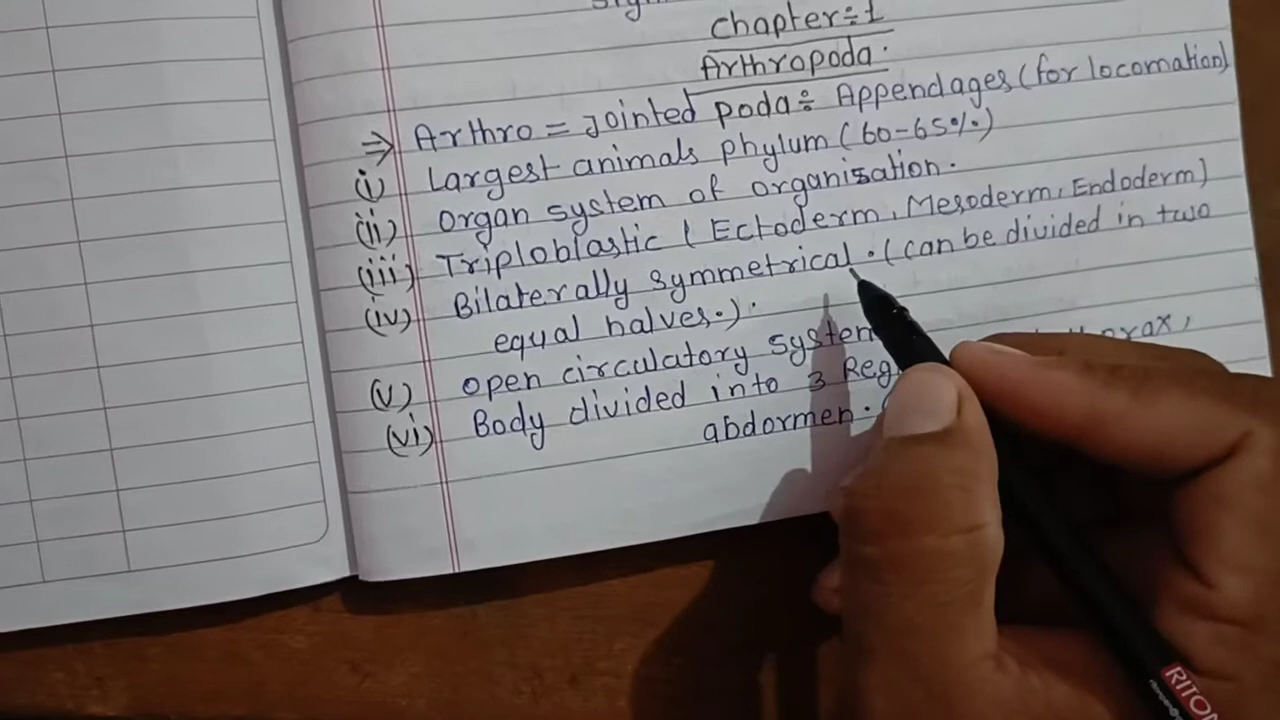 Chapter÷1
Arthropoda.
⇒ Arthro = Jointed poda÷ Appendages (for locomation)
(i) Largest animals phylum (60-65%)
(ii) organ system of organisation.
(iii) Triploblastic ( Ectoderm, Mesoderm, Endoderm)
(iv) Bilaterally symmetrical. (can be divided in two
equal halves.).
(v) open circulatory system
(vi) Body divided into 3
abdormen.